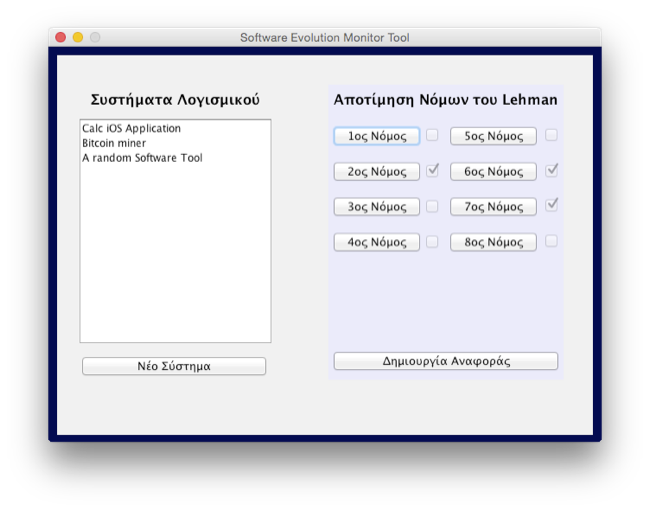 Software Evolution Monitor Tool
Συστήματα Λογισμικού
Calc iOS Application
Bitcoin miner
A random Software Tool
Νέο Σύστημα
Αποτίμηση Νόμων του Lehman
1ος Νόμος
5ος Νόμος
2ος Νόμος
6ος Νόμος
3ος Νόμος
7ος Νόμος
4ος Νόμος
8ος Νόμος
Δημιουργία Αναφοράς